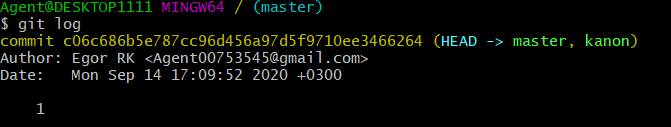 Agent@DESKTOP1111 MINGW64 / (master)
$ git log
commit c06c686b5e787cc96d456a97d5f9710ee3466264 (HEAD -> master, kanon)
Author: Egor RK <Agent00753545@gmail.com>
Date:   Mon Sep 14 17:09:52 2020 +0300
1